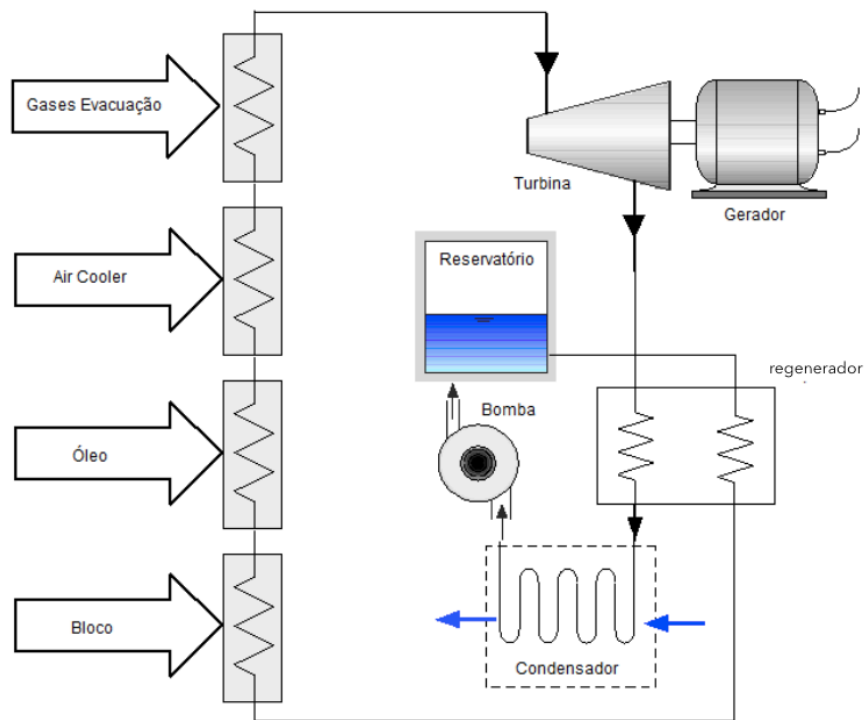 Gases Evacuação
Turbina
Gerador
Air Cooler
Reservatório
regenerador
Bomba
Óleo
Bloco
Condensador